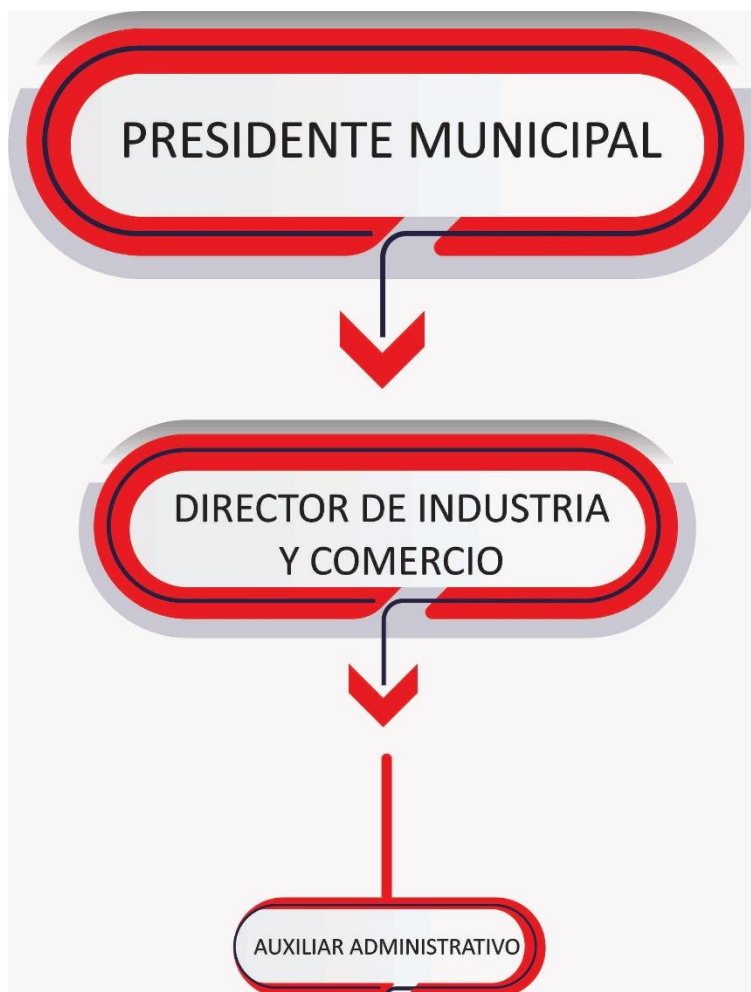 PRESIDENTE MUNICIPAL
DIRECTOR DE INDUSTRIA
Y COMERCIO
AUXILIAR ADMINISTRATIVO